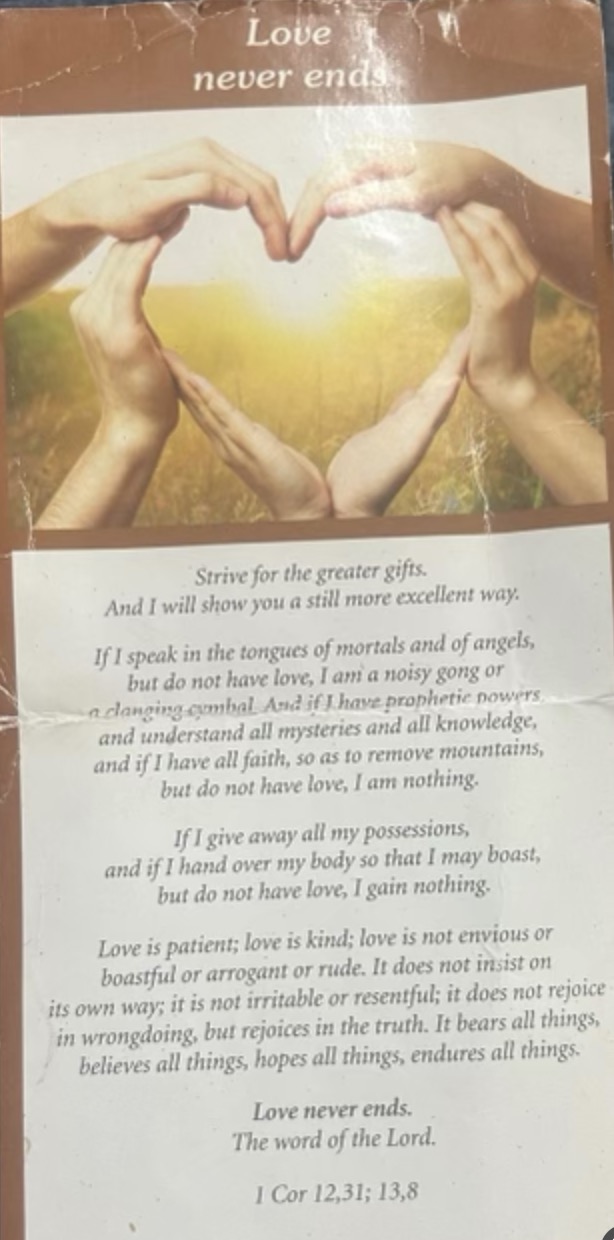 Love
never ends
Strive for the greater gifts.
And I will show you a still more excellent way.
If I speak in the tongues of mortals and of angels,
but do not have love, I am a noisy gong or
a clanging cymbal. And if I have prophetic powers
and understand all mysteries and all knowledge,
and if I have all faith, so as to remove mountains,
but do not have love, I am nothing.
If I give away all my possessions,
and if I hand over my body so that I may boast,
but do not have love, I gain nothing.
Love is patient; love is kind; love is not envious or
boastful or arrogant or rude. It does not insist on
its own way; it is not irritable or resentful; it does not rejoice
in wrongdoing, but rejoices in the truth. It bears all things,
believes all things, hopes all things, endures all things.
Love never ends.
The word of the Lord.
1 Cor 12,31; 13,8